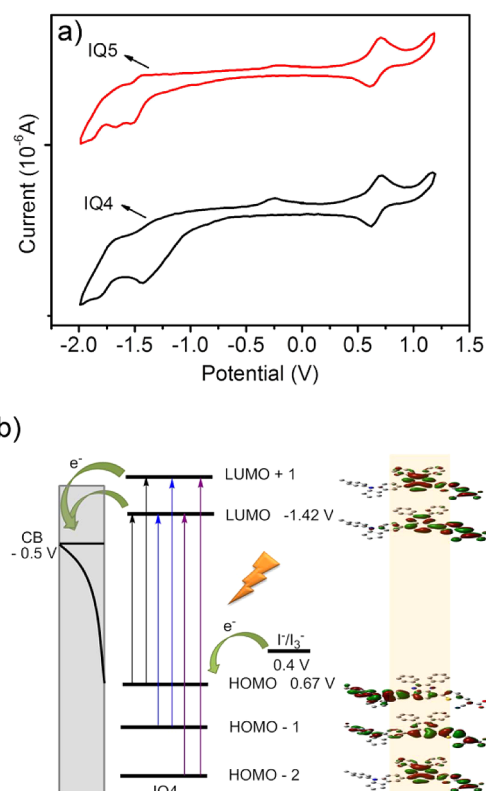 a)
IQ5
IQ4
Current (10-6A)
-2.0 -1.5 -1.0 -0.5 0.0 0.5 1.0 1.5
Potential (V)
b)
e-
LUMO + 1
LUMO -1.42 V
CB
- 0.5 V
e-
I-/I3-
0.4 V
HOMO 0.67 V
HOMO - 1
HOMO - 2
IQ4